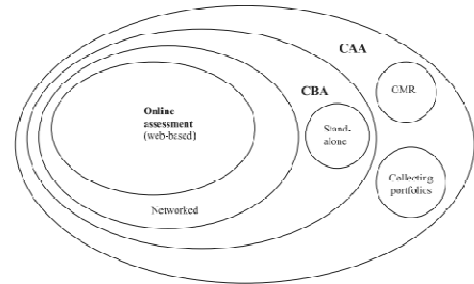 CAA
OMR
CBA
Online
assessment
(web-based)
Stand-
alone
Collecting
portfolios
Networked